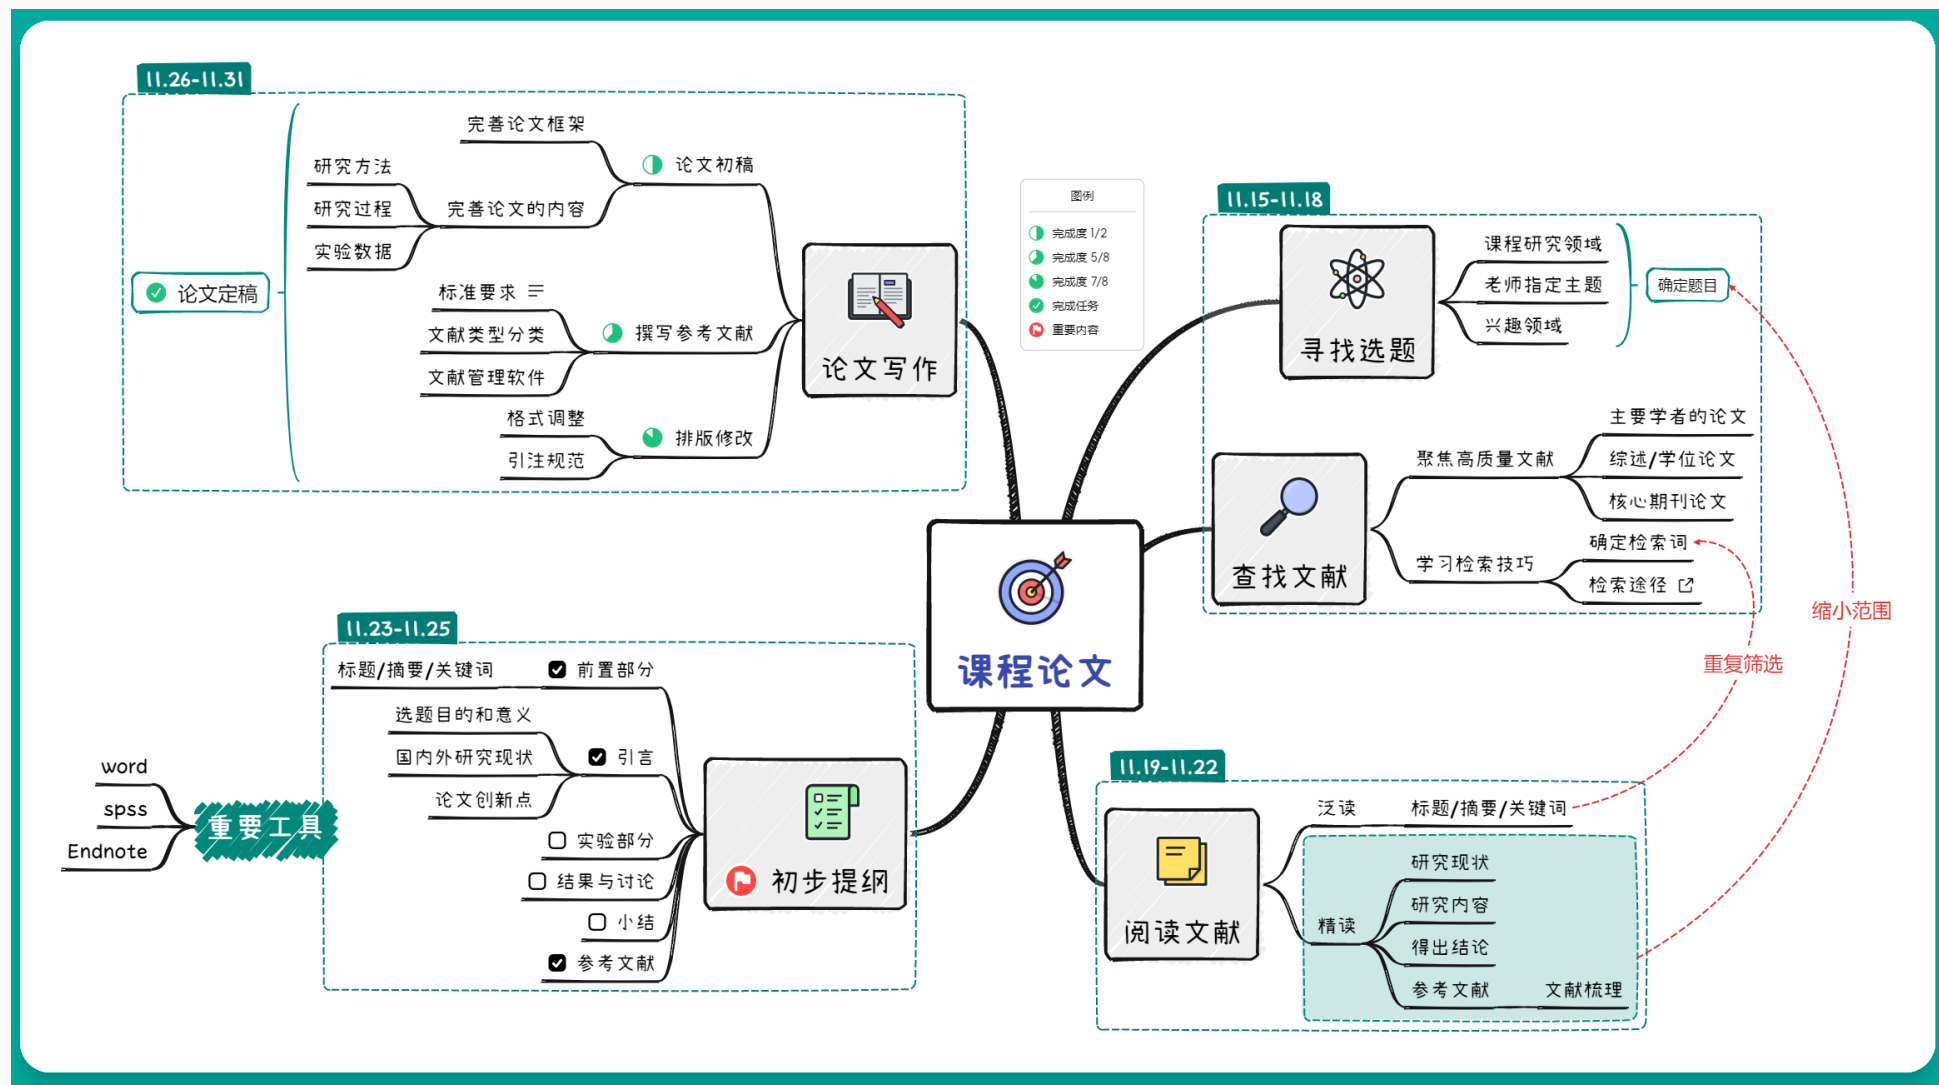 11.26-11.31
完善论文框架
论文初稿
研究方法
研究过程
实验数据
完善论文的内容
论文定稿
标准要求
文献类型分类
文献管理软件
撰写参考文献
格式调整
引注规范
排版修改
论文写作
图例
完成度 1/2
完成度 5/8
完成度 7/8
完成任务
重要内容
11.15-11.18
寻找选题
课程研究领域
老师指定主题
兴趣领域
确定题目
查找文献
聚焦高质量文献
主要学者的论文
综述/学位论文
核心期刊论文
学习检索技巧
确定检索词
检索途径
缩小范围
重复筛选
课程论文
11.23-11.25
标题/摘要/关键词
前置部分
选题目的和意义
国内外研究现状
论文创新点
引言
实验部分
结果与讨论
小结
参考文献
初步提纲
word
spss
Endnote
重要工具
11.19-11.22
阅读文献
泛读
标题/摘要/关键词
精读
研究现状
研究内容
得出结论
参考文献
文献梳理